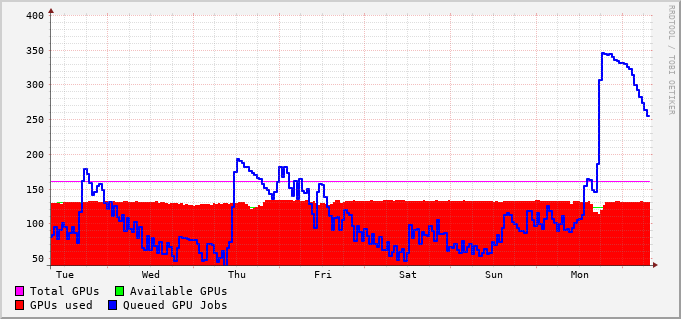 400
350
300
250
200
150
100
50
Tue Wed Thu Fri Sat Sun Mon
Total GPUs Available GPUs
GPUs used Queued GPU Jobs
RRDTOOL / TOBI OETIKER